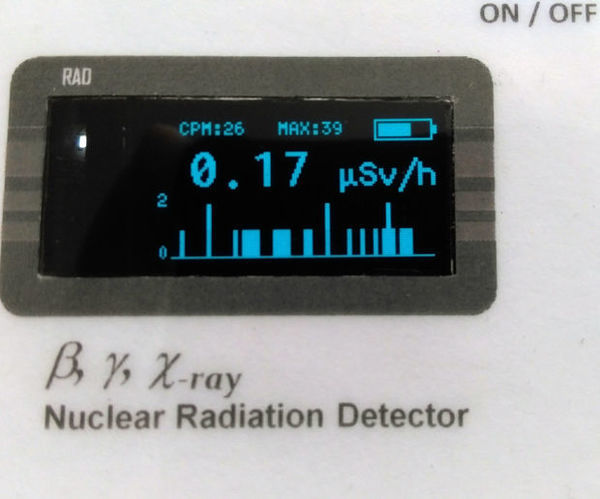 ON / OFF
RAD
CPM:26 MAX:39
0.17 µSv/h
2
0
β, γ, χ-ray
Nuclear Radiation Detector